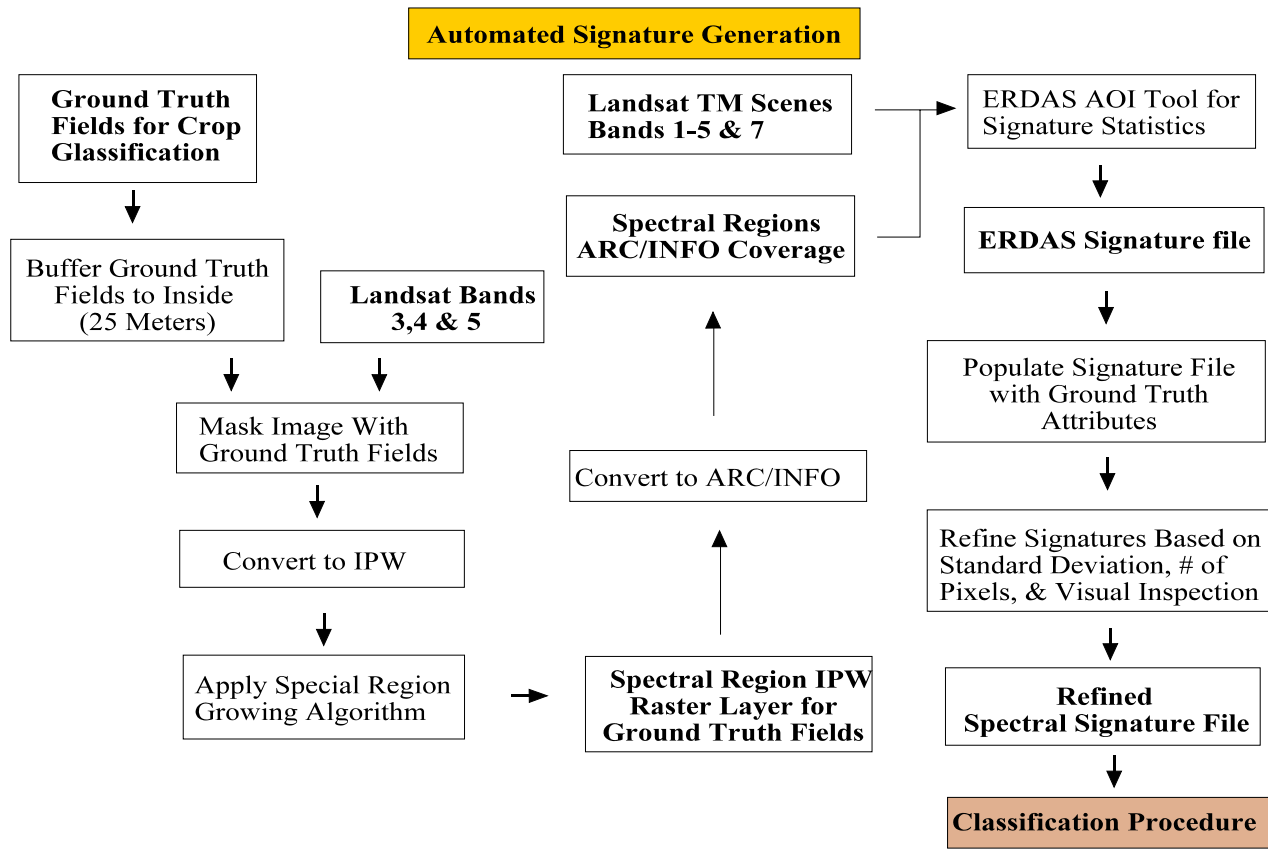 Automated Signature Generation
Ground Truth
Fields for Crop
Glassification
Buffer Ground Truth
Fields to Inside
(25 Meters)
Landsat Bands
3,4 & 5
Mask Image With
Ground Truth Fields
Convert to IPW
Apply Special Region
Growing Algorithm
Spectral Region IPW
Raster Layer for
Ground Truth Fields
Convert to ARC/INFO
Spectral Regions
ARC/INFO Coverage
Landsat TM Scenes
Bands 1-5 & 7
ERDAS AOI Tool for
Signature Statistics
ERDAS Signature file
Populate Signature File
with Ground Truth
Attributes
Refine Signatures Based on
Standard Deviation, # of
Pixels, & Visual Inspection
Refined
Spectral Signature File
Classification Procedure